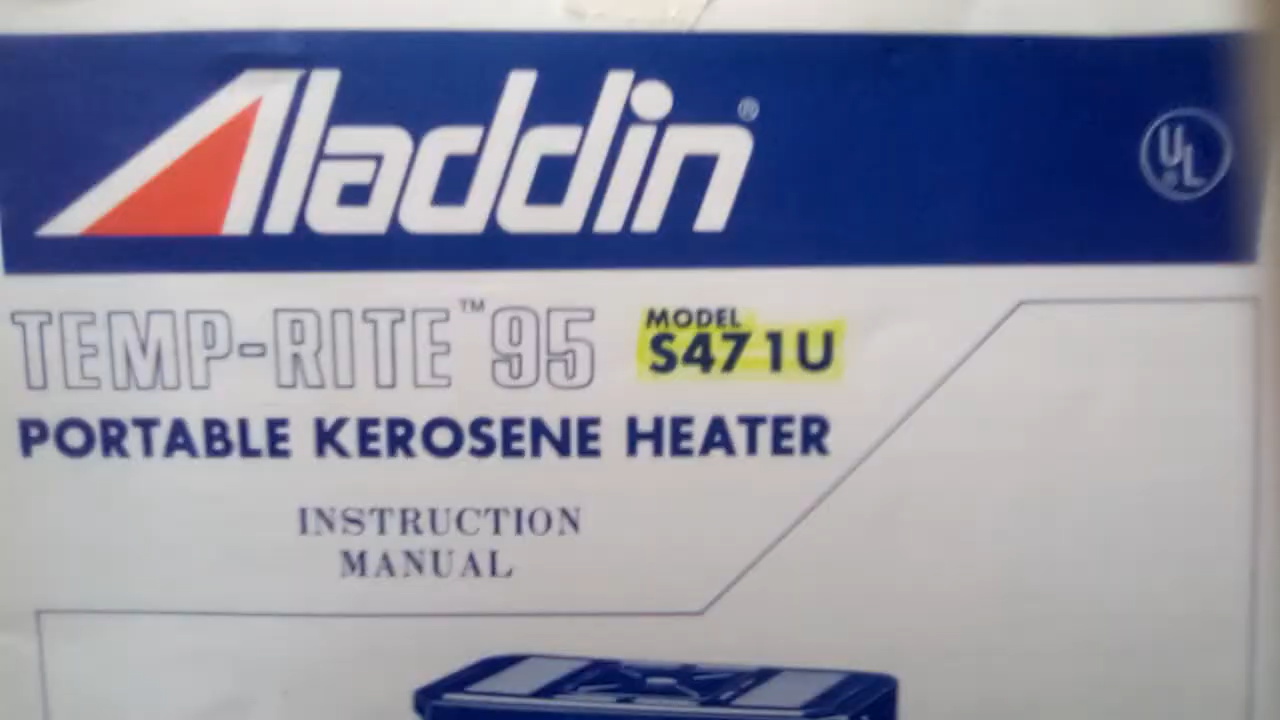 Aladdin®
UL
TEMP-RITE™ 95
MODEL
S471U
PORTABLE KEROSENE HEATER
INSTRUCTION
MANUAL